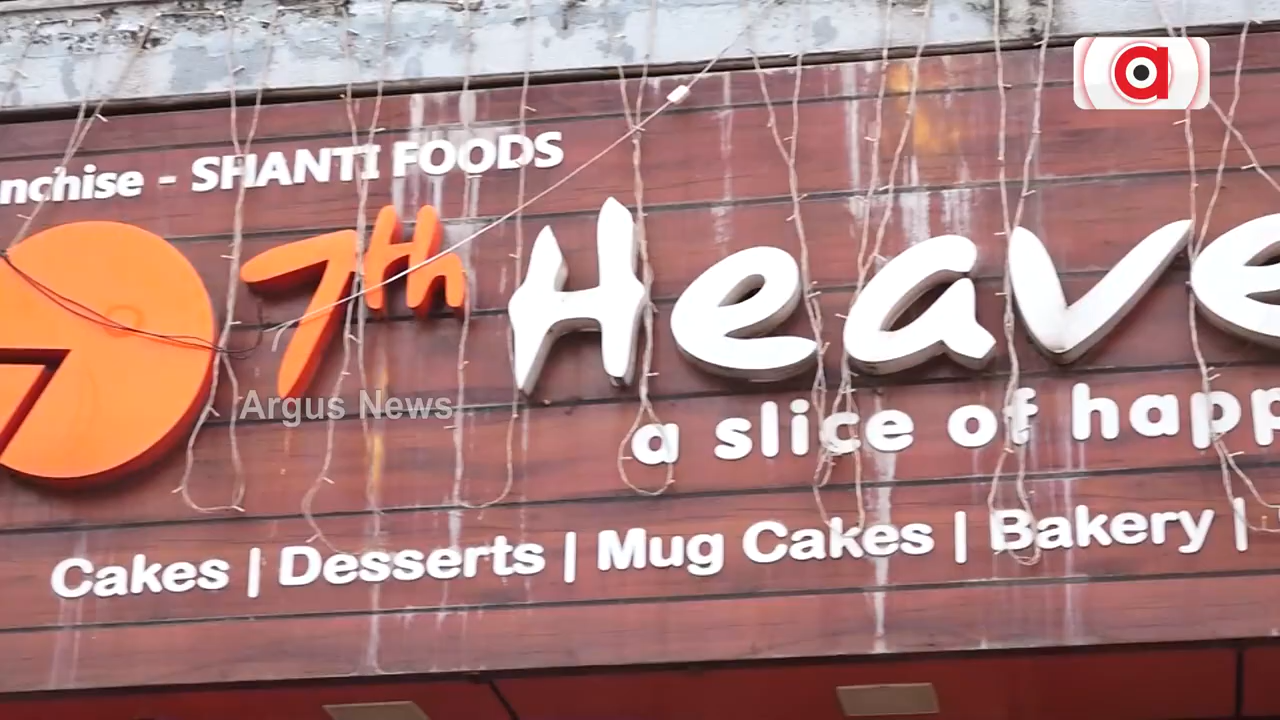 nchise - SHANTI FOODS
7th Heave
a slice of happ
Cakes | Desserts | Mug Cakes | Bakery |
Argus News